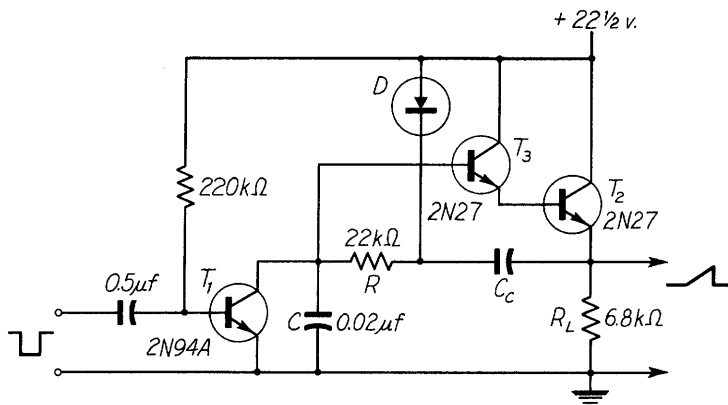 + 22½ v.
D
T3
T2
220kΩ
2N27
2N27
22kΩ
0.5μf
T1
R
Cc
C
0.02μf
RL
6.8kΩ
2N94A